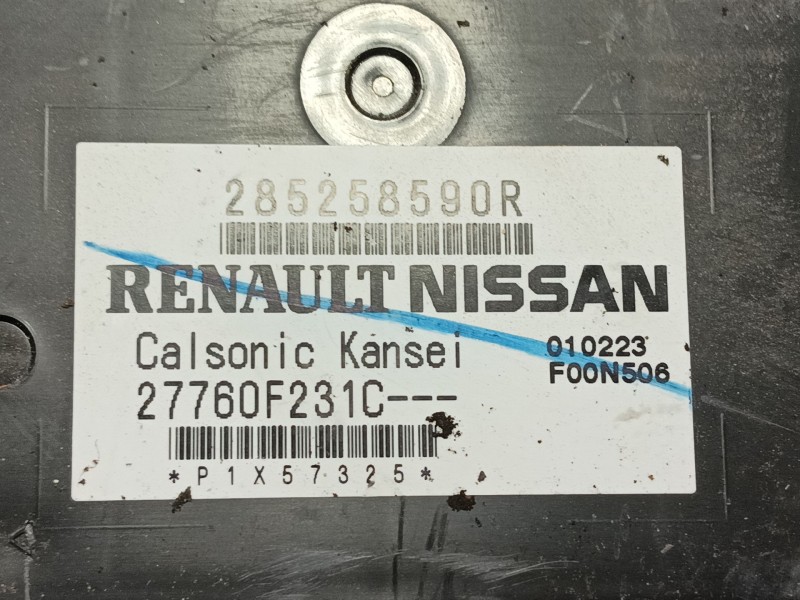 285258590R
RENAULT NISSAN
Calsonic Kansei 010223
27760F231C--- F00N506
*P1X57325*